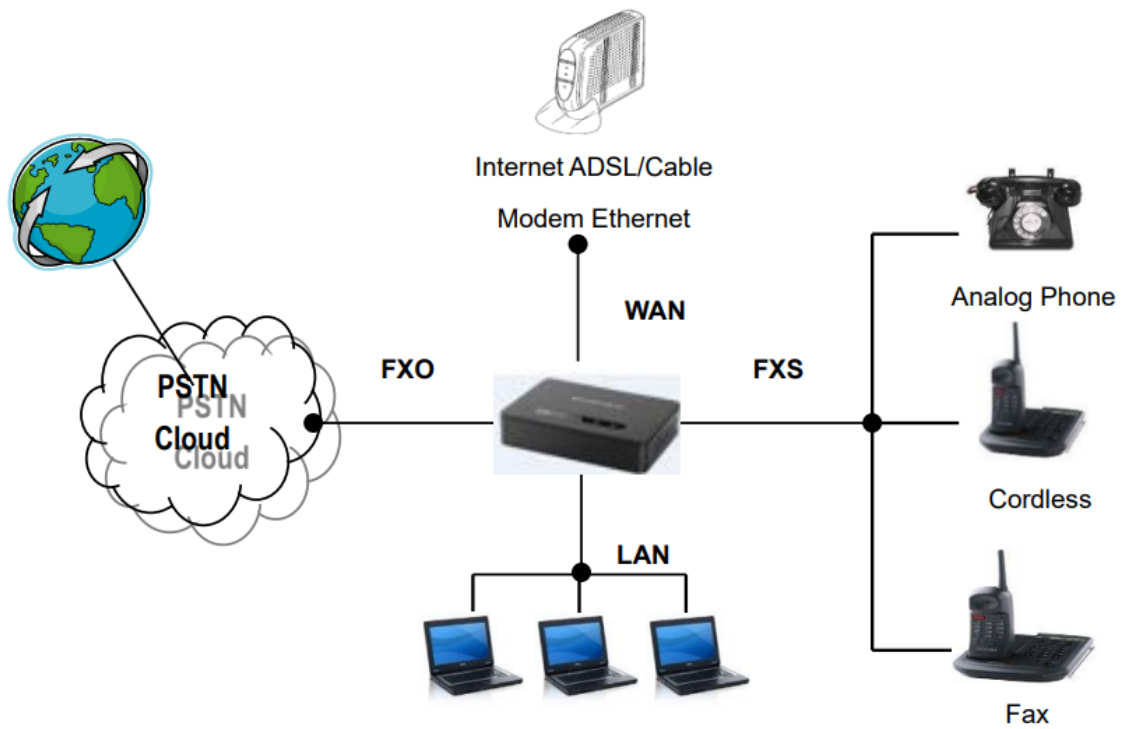 Internet ADSL/Cable
Modem Ethernet
WAN
FXO
FXS
PSTN
Cloud
PSTN
Cloud
LAN
Analog Phone
Cordless
Fax